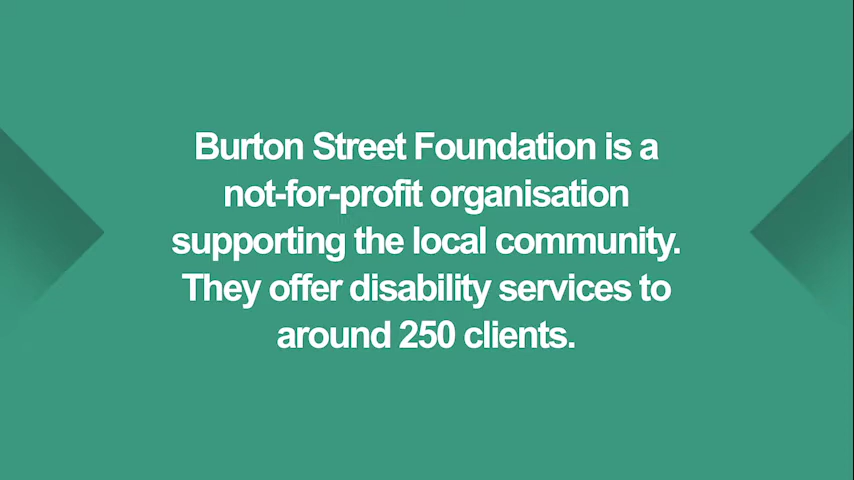 Burton Street Foundation is a
not-for-profit organisation
supporting the local community.
They offer disability services to
around 250 clients.